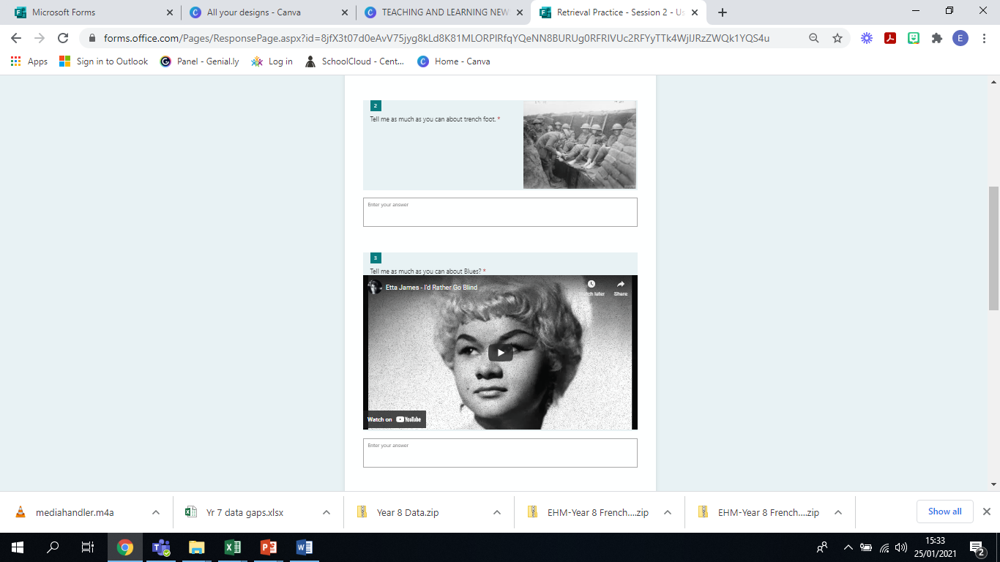 Microsoft Forms
All your designs - Canva
TEACHING AND LEARNING NEW
Retrieval Practice - Session 2 - Us
forms.office.com/Pages/ResponsePage.aspx?id=8jfX3t07d0eAvV75jyg8kLd8K81MLORPIRfqYQeNN8BURUg0RFRIVUc2RFYyTTk4WjlJRzZWQk1YQS4u
E
Apps
Sign in to Outlook
Panel - Genial.ly
Log in
SchoolCloud - Cent...
Home - Canva
2
Tell me as much as you can about trench foot. *
Enter your answer
3
Tell me as much as you can about Blues? *
Etta James - I'd Rather Go Blind
later
Share
Watch on YouTube
Enter your answer
mediahandler.m4a
Yr 7 data gaps.xlsx
Year 8 Data.zip
EHM-Year 8 French....zip
EHM-Year 8 French....zip
Show all
15:33
25/01/2021
2